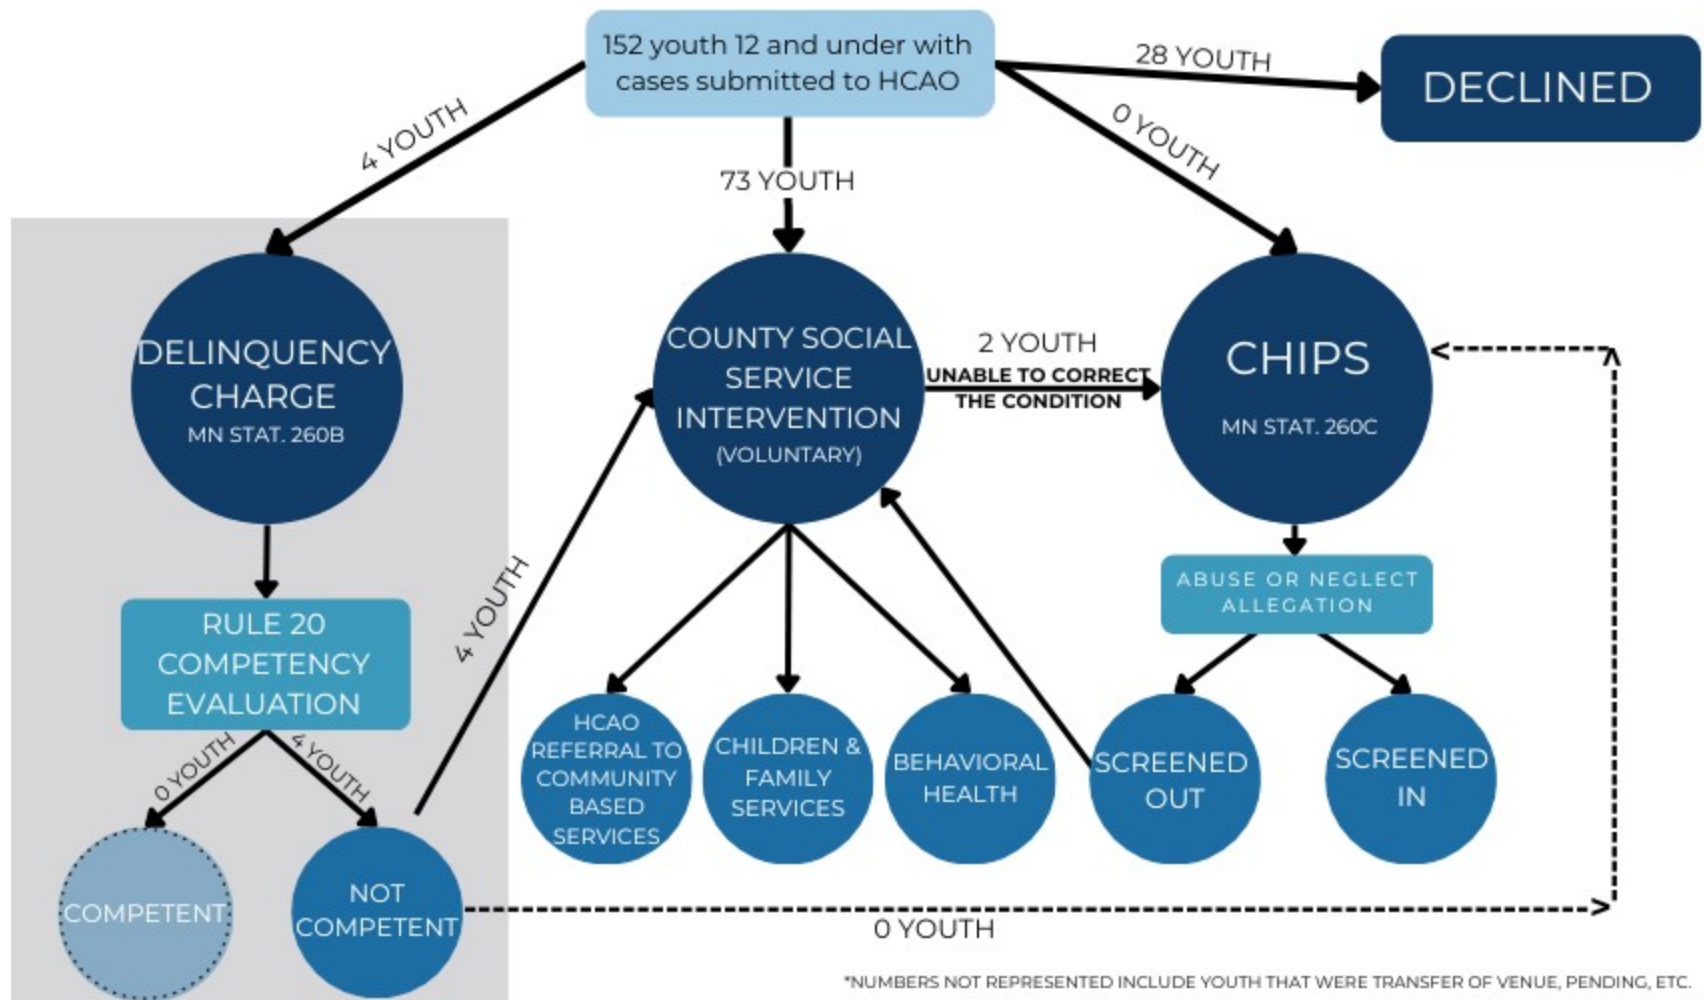 152 youth 12 and under with
cases submitted to HCAO
28 YOUTH
DECLINED
4 YOUTH
73 YOUTH
0 YOUTH
DELINQUENCY
CHARGE
MN STAT. 260B
COUNTY SOCIAL
SERVICE
INTERVENTION
(VOLUNTARY)
2 YOUTH
UNABLE TO CORRECT
THE CONDITION
CHIPS
MN STAT. 260C
RULE 20
COMPETENCY
EVALUATION
4 YOUTH
ABUSE OR NEGLECT
ALLEGATION
0 YOUTH
4 YOUTH
COMPETENT
NOT
COMPETENT
HCAO
REFERRAL TO
COMMUNITY
BASED
SERVICES
CHILDREN &
FAMILY
SERVICES
BEHAVIORAL
HEALTH
SCREENED
OUT
SCREENED
IN
0 YOUTH
*NUMBERS NOT REPRESENTED INCLUDE YOUTH THAT WERE TRANSFER OF VENUE, PENDING, ETC.